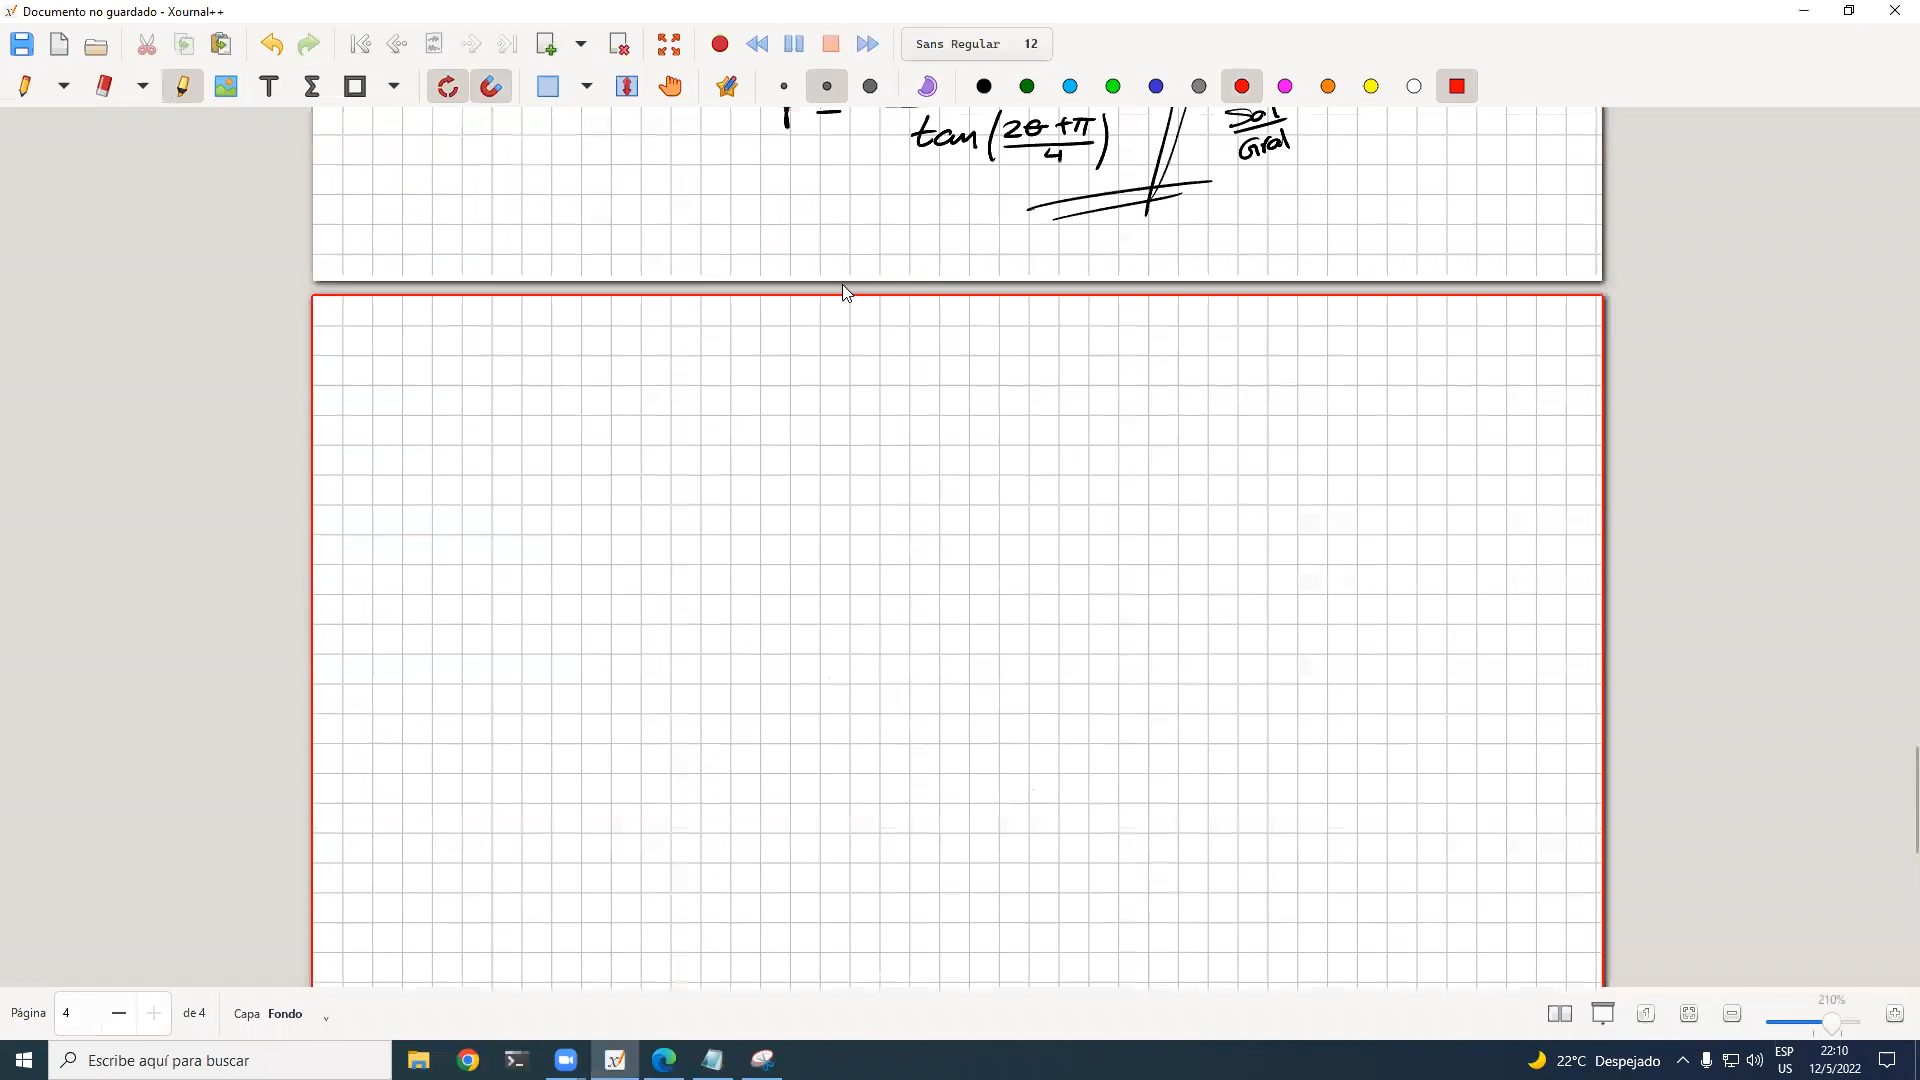 Documento no guardado - Xournal++
Sans Regular 12
tan(2θ+π/4)
Gral
Página 4 de 4 Capa Fondo
210%
Escribe aquí para buscar
22°C Despejado
ESP
US
22:10
12/5/2022